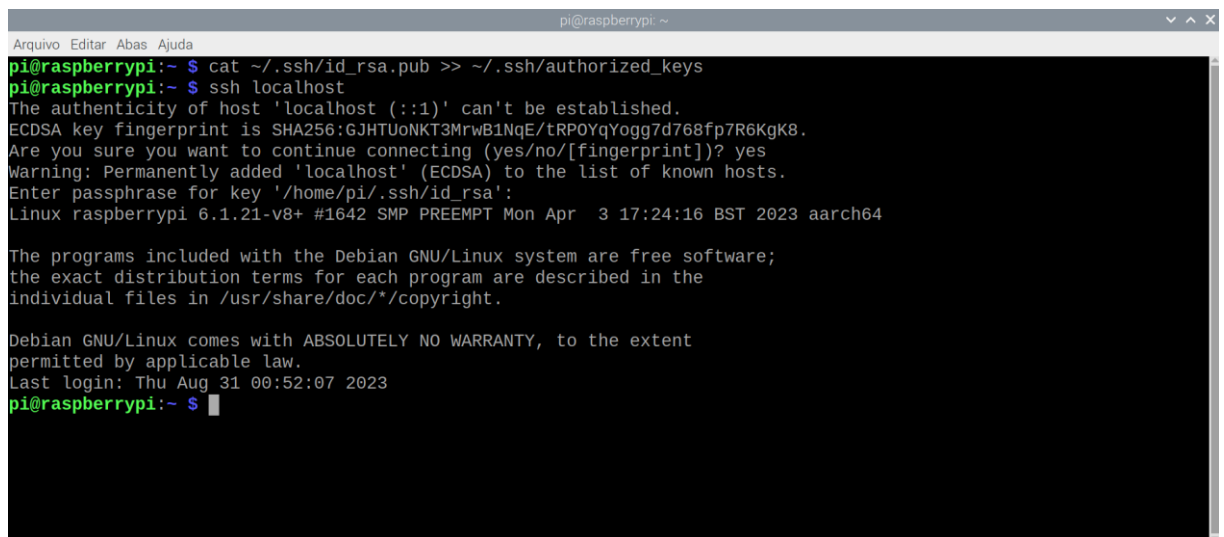 pi@raspberrypi: ~
Arquivo Editar Abas Ajuda
pi@raspberrypi:~ $ cat ~/.ssh/id_rsa.pub >> ~/.ssh/authorized_keys
pi@raspberrypi:~ $ ssh localhost
The authenticity of host 'localhost (::1)' can't be established.
ECDSA key fingerprint is SHA256:GJHTUoNKT3MrwB1NqE/tRPOYqYogg7d768fp7R6KgK8.
Are you sure you want to continue connecting (yes/no/[fingerprint])? yes
Warning: Permanently added 'localhost' (ECDSA) to the list of known hosts.
Enter passphrase for key '/home/pi/.ssh/id_rsa':
Linux raspberrypi 6.1.21-v8+ #1642 SMP PREEMPT Mon Apr  3 17:24:16 BST 2023 aarch64

The programs included with the Debian GNU/Linux system are free software;
the exact distribution terms for each program are described in the
individual files in /usr/share/doc/*/copyright.

Debian GNU/Linux comes with ABSOLUTELY NO WARRANTY, to the extent
permitted by applicable law.
Last login: Thu Aug 31 00:52:07 2023
pi@raspberrypi:~ $